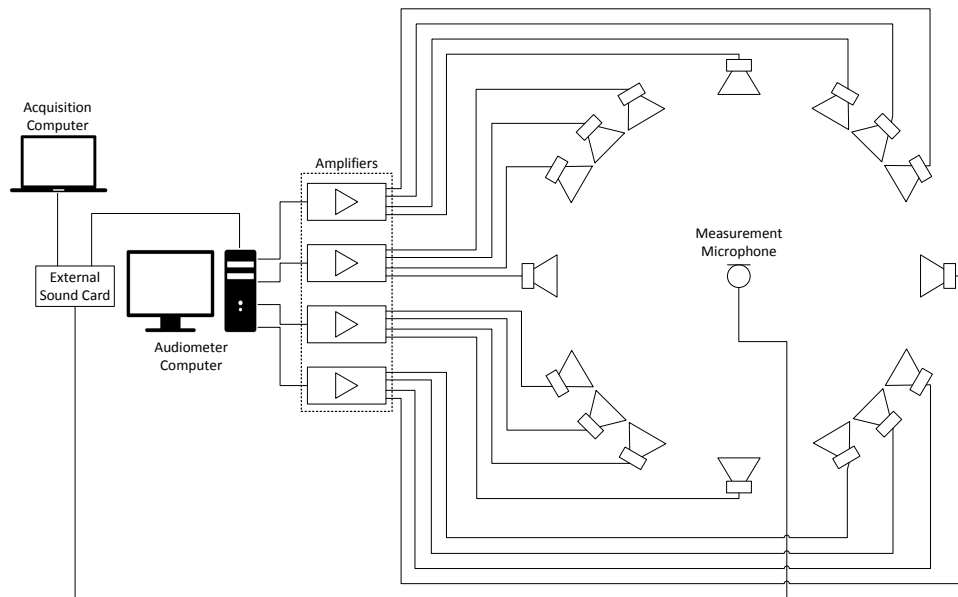 Acquisition
Computer
Amplifiers
Measurement
Microphone
External
Sound Card
Audiometer
Computer